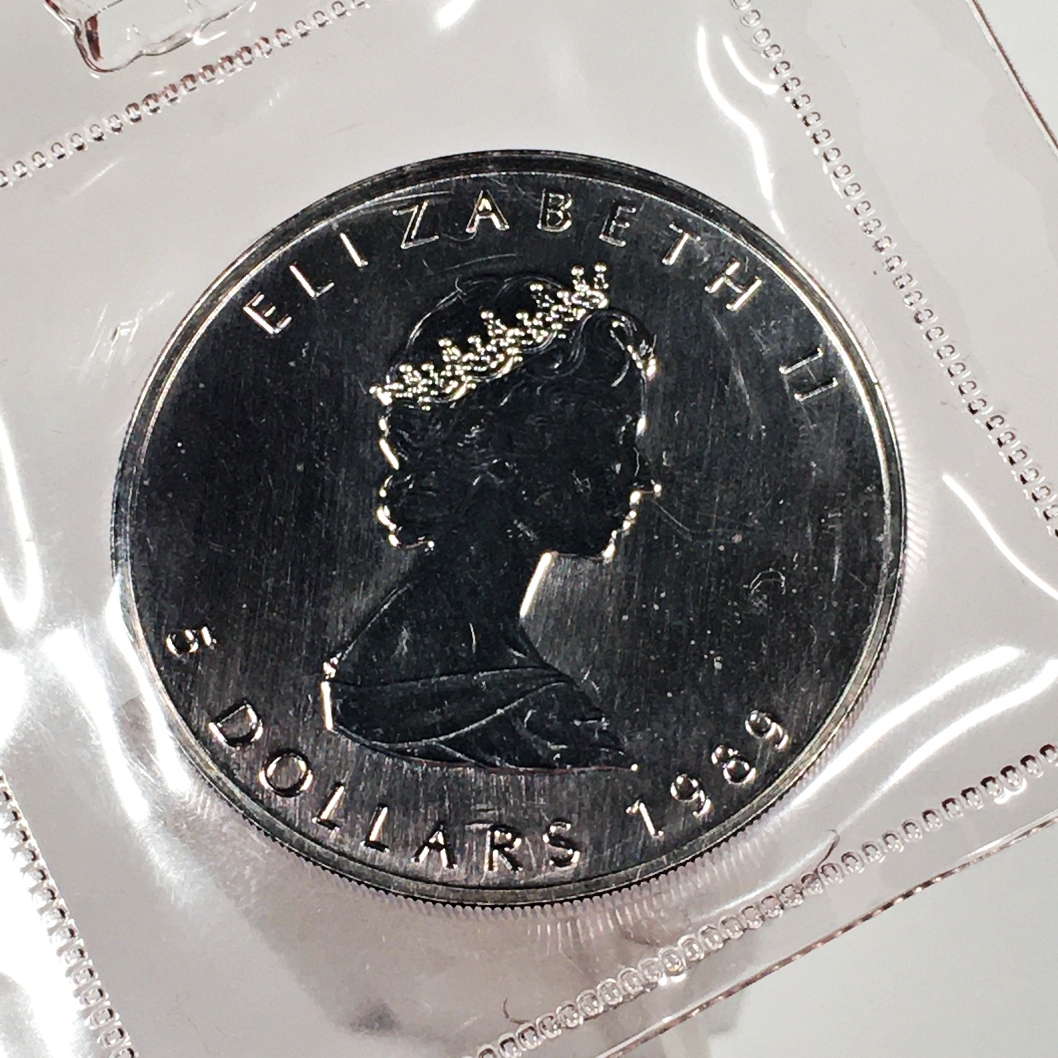 ELIZABETH II
5 DOLLARS 1989